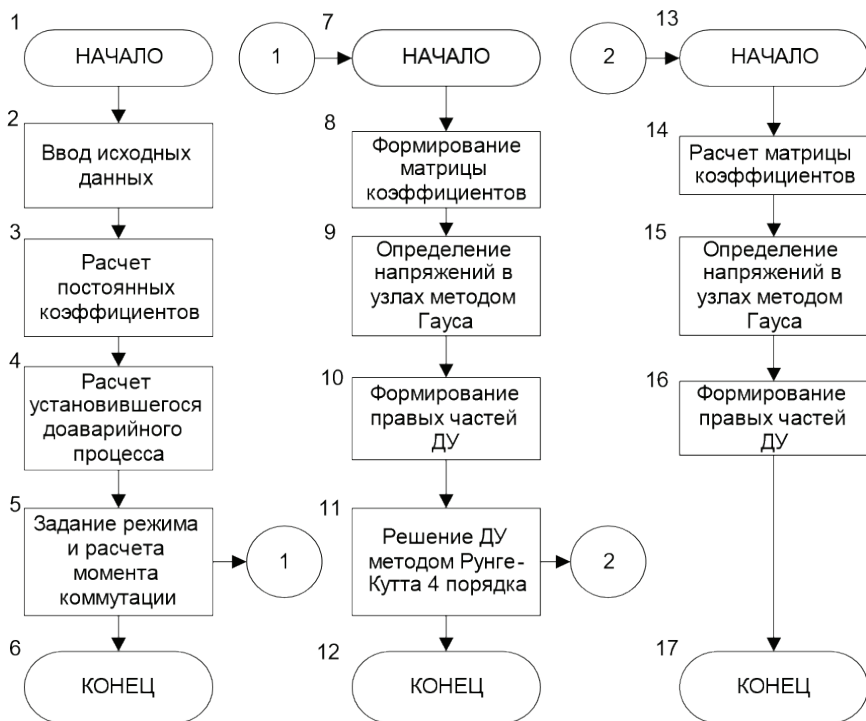 1
НАЧАЛО
2
Ввод исходных
данных
3
Расчет
постоянных
коэффициентов
4
Расчет
установившегося
доаварийного
процесса
5
Задание режима
и расчета
момента
коммутации
1
6
КОНЕЦ
1
7
НАЧАЛО
8
Формирование
матрицы
коэффициентов
9
Определение
напряжений в
узлах методом
Гауса
10
Формирование
правых частей
ДУ
11
Решение ДУ
методом Рунге-
Кутта 4 порядка
2
12
КОНЕЦ
2
13
НАЧАЛО
14
Расчет матрицы
коэффициентов
15
Определение
напряжений в
узлах методом
Гауса
16
Формирование
правых частей
ДУ
17
КОНЕЦ